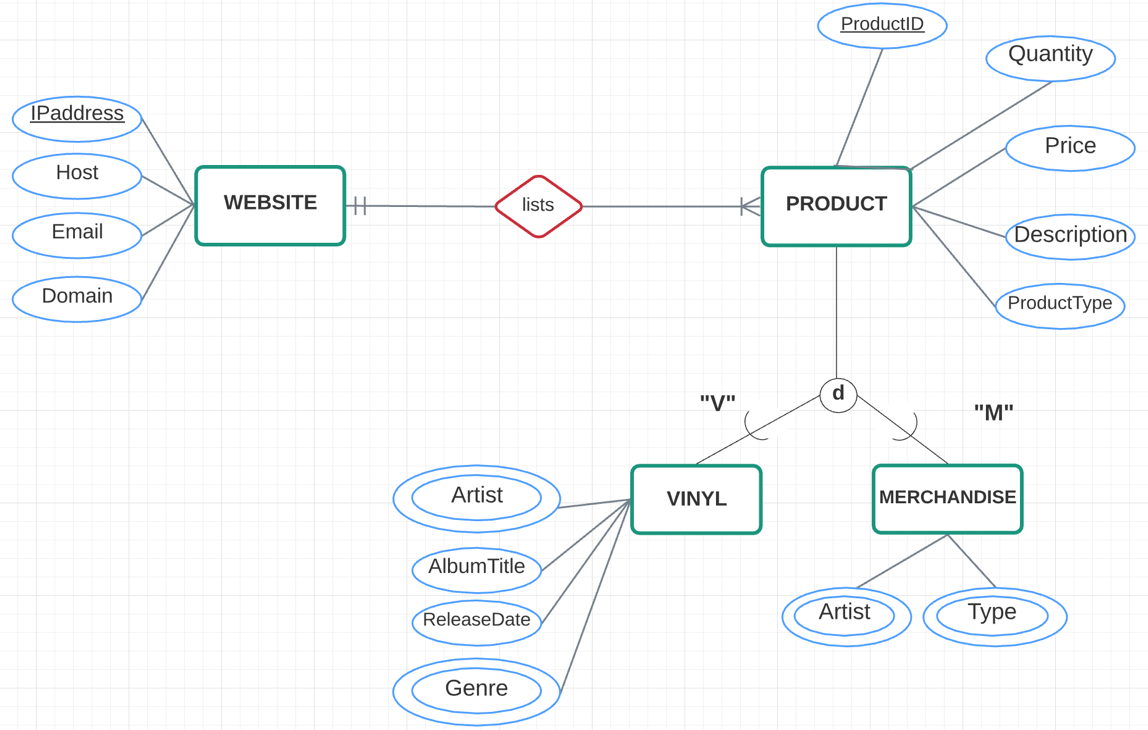 ProductID
Quantity
IPaddress
Price
Host
WEBSITE
lists
PRODUCT
Email
Description
Domain
ProductType
d
"V"
"M"
Artist
VINYL
MERCHANDISE
AlbumTitle
ReleaseDate
Artist
Type
Genre